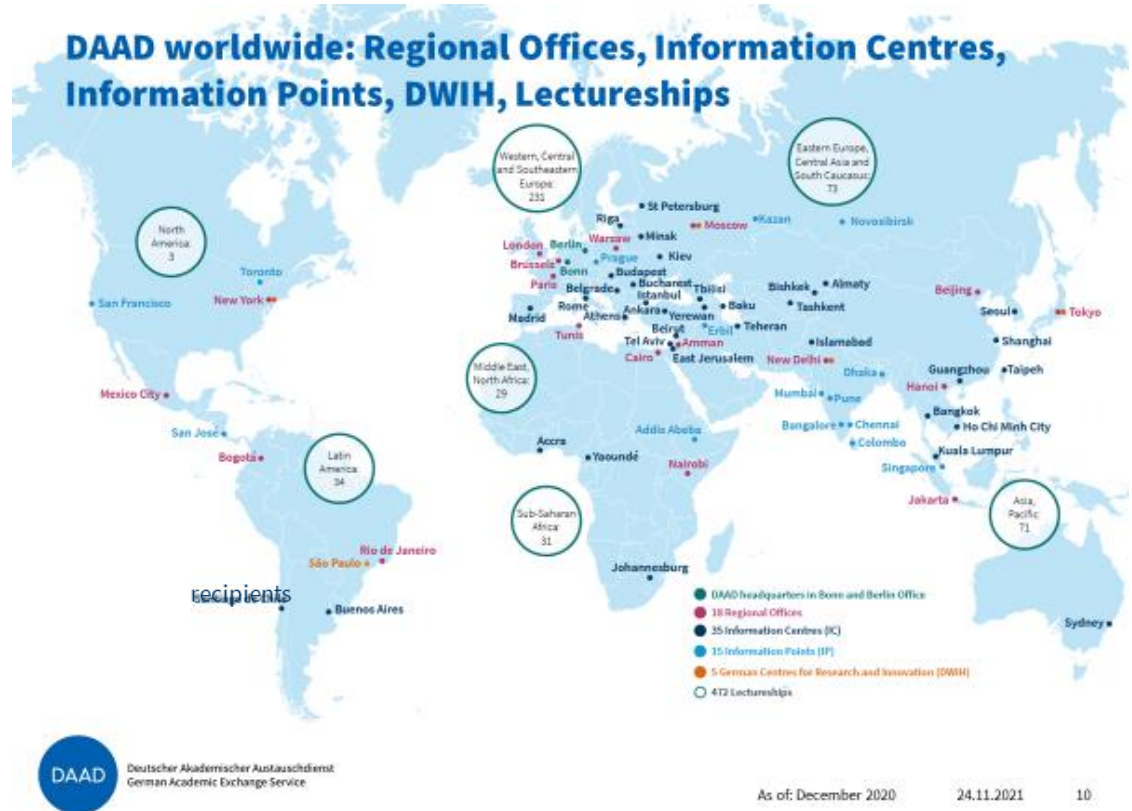 DAAD worldwide: Regional Offices, Information Centres,
Information Points, DWIH, Lectureships
Western, Central
and Southeastern
Europe:
231
Eastern Europe,
Central Asia and
South Caucasus:
73
North
America:
3
St Petersburg
Riga
Moscow
Kazan
Novosibirsk
London
Berlin
Warsaw
Minsk
Brussels
Bonn
Prague
Kiev
Toronto
Paris
Budapest
San Francisco
New York
Belgrade
Bucharest
Tbilisi
Bishkek
Almaty
Beijing
Rome
Istanbul
Madrid
Athens
Ankara
Yerewan
Baku
Tashkent
Seoul
Tokyo
Tunis
Beirut
Erbil
Teheran
Tel Aviv
Amman
Islamabad
Shanghai
Cairo
East Jerusalem
New Delhi
Middle East,
North Africa:
29
Dhaka
Guangzhou
Taipeh
Mexico City
Hanoi
Mumbai
Pune
San José
Addis Abeba
Bangalore
Chennai
Bangkok
Ho Chi Minh City
Accra
Colombo
Bogotá
Latin
America:
34
Yaoundé
Nairobi
Kuala Lumpur
Singapore
Jakarta
Asia,
Pacific:
71
Sub-Saharan
Africa:
31
Rio de Janeiro
São Paulo
Johannesburg
recipients
Buenos Aires
Sydney
DAAD headquarters in Bonn and Berlin Office
18 Regional Offices
35 Information Centres (IC)
15 Information Points (IP)
5 German Centres for Research and Innovation (DWIH)
472 Lectureships
DAAD
Deutscher Akademischer Austauschdienst
German Academic Exchange Service
As of: December 2020
24.11.2021
10